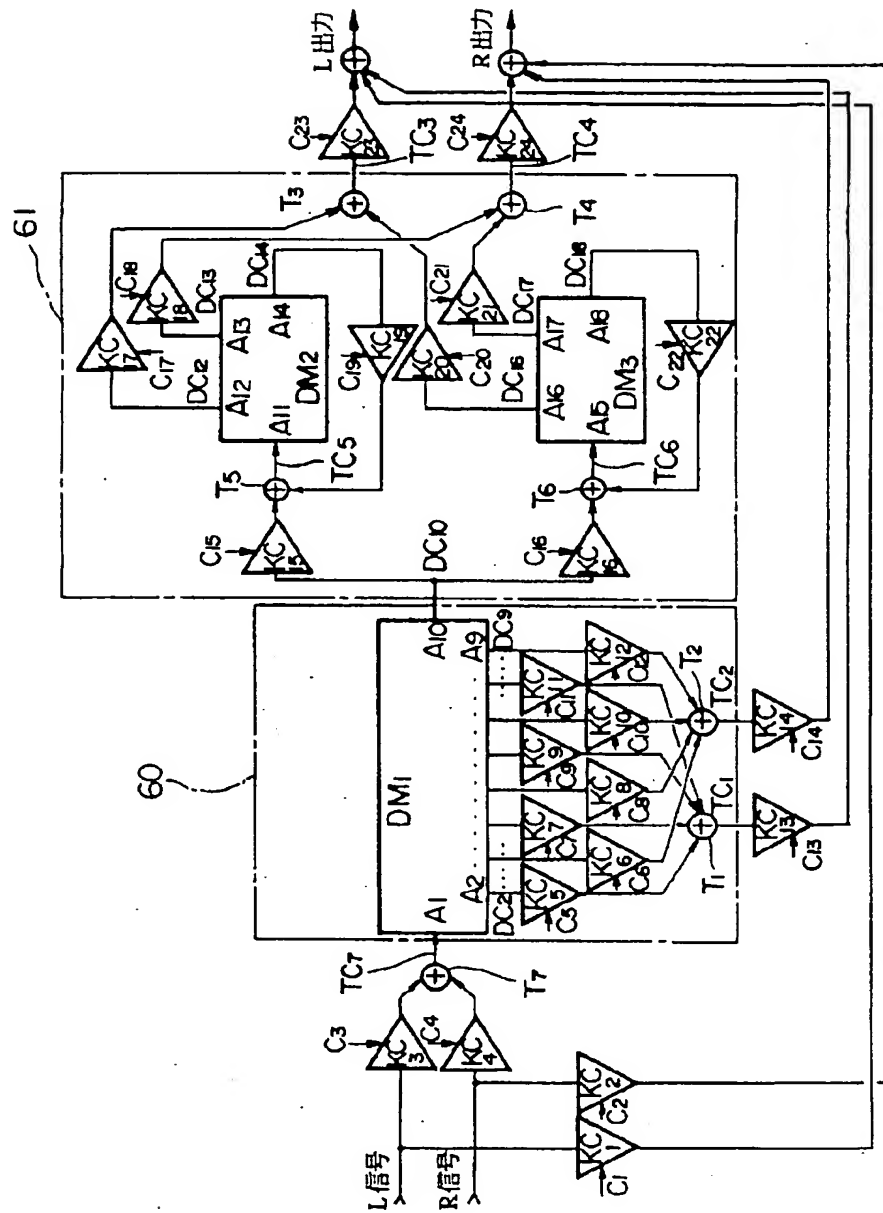 L 信号
R 信号
C3
KC 3
C4
KC 4
TC7
T7
C1
KC 1
C2
KC 2
60
DM1
A1
A2
A9
A10
DC2
DC9
KC 5
C5
KC 6
C6
KC 7
C7
KC 8
C8
KC 9
C9
KC 10
C10
KC 11
C11
KC 12
C12
T1
TC1
T2
TC2
KC 13
C13
KC 14
C14
DC10
61
C15
KC 15
C16
KC 16
T5
TC5
T6
TC6
KC 17
C17
DC12
C18
KC 18
DC13
A11
A12
A13
A14
DM2
DC14
C19
KC 19
KC 20
C20
DC16
C21
KC 21
DC17
A15
A16
A17
A18
DM3
DC18
C22
KC 22
T3
T4
C23
KC 23
TC3
C24
KC 24
TC4
L 出力
R 出力